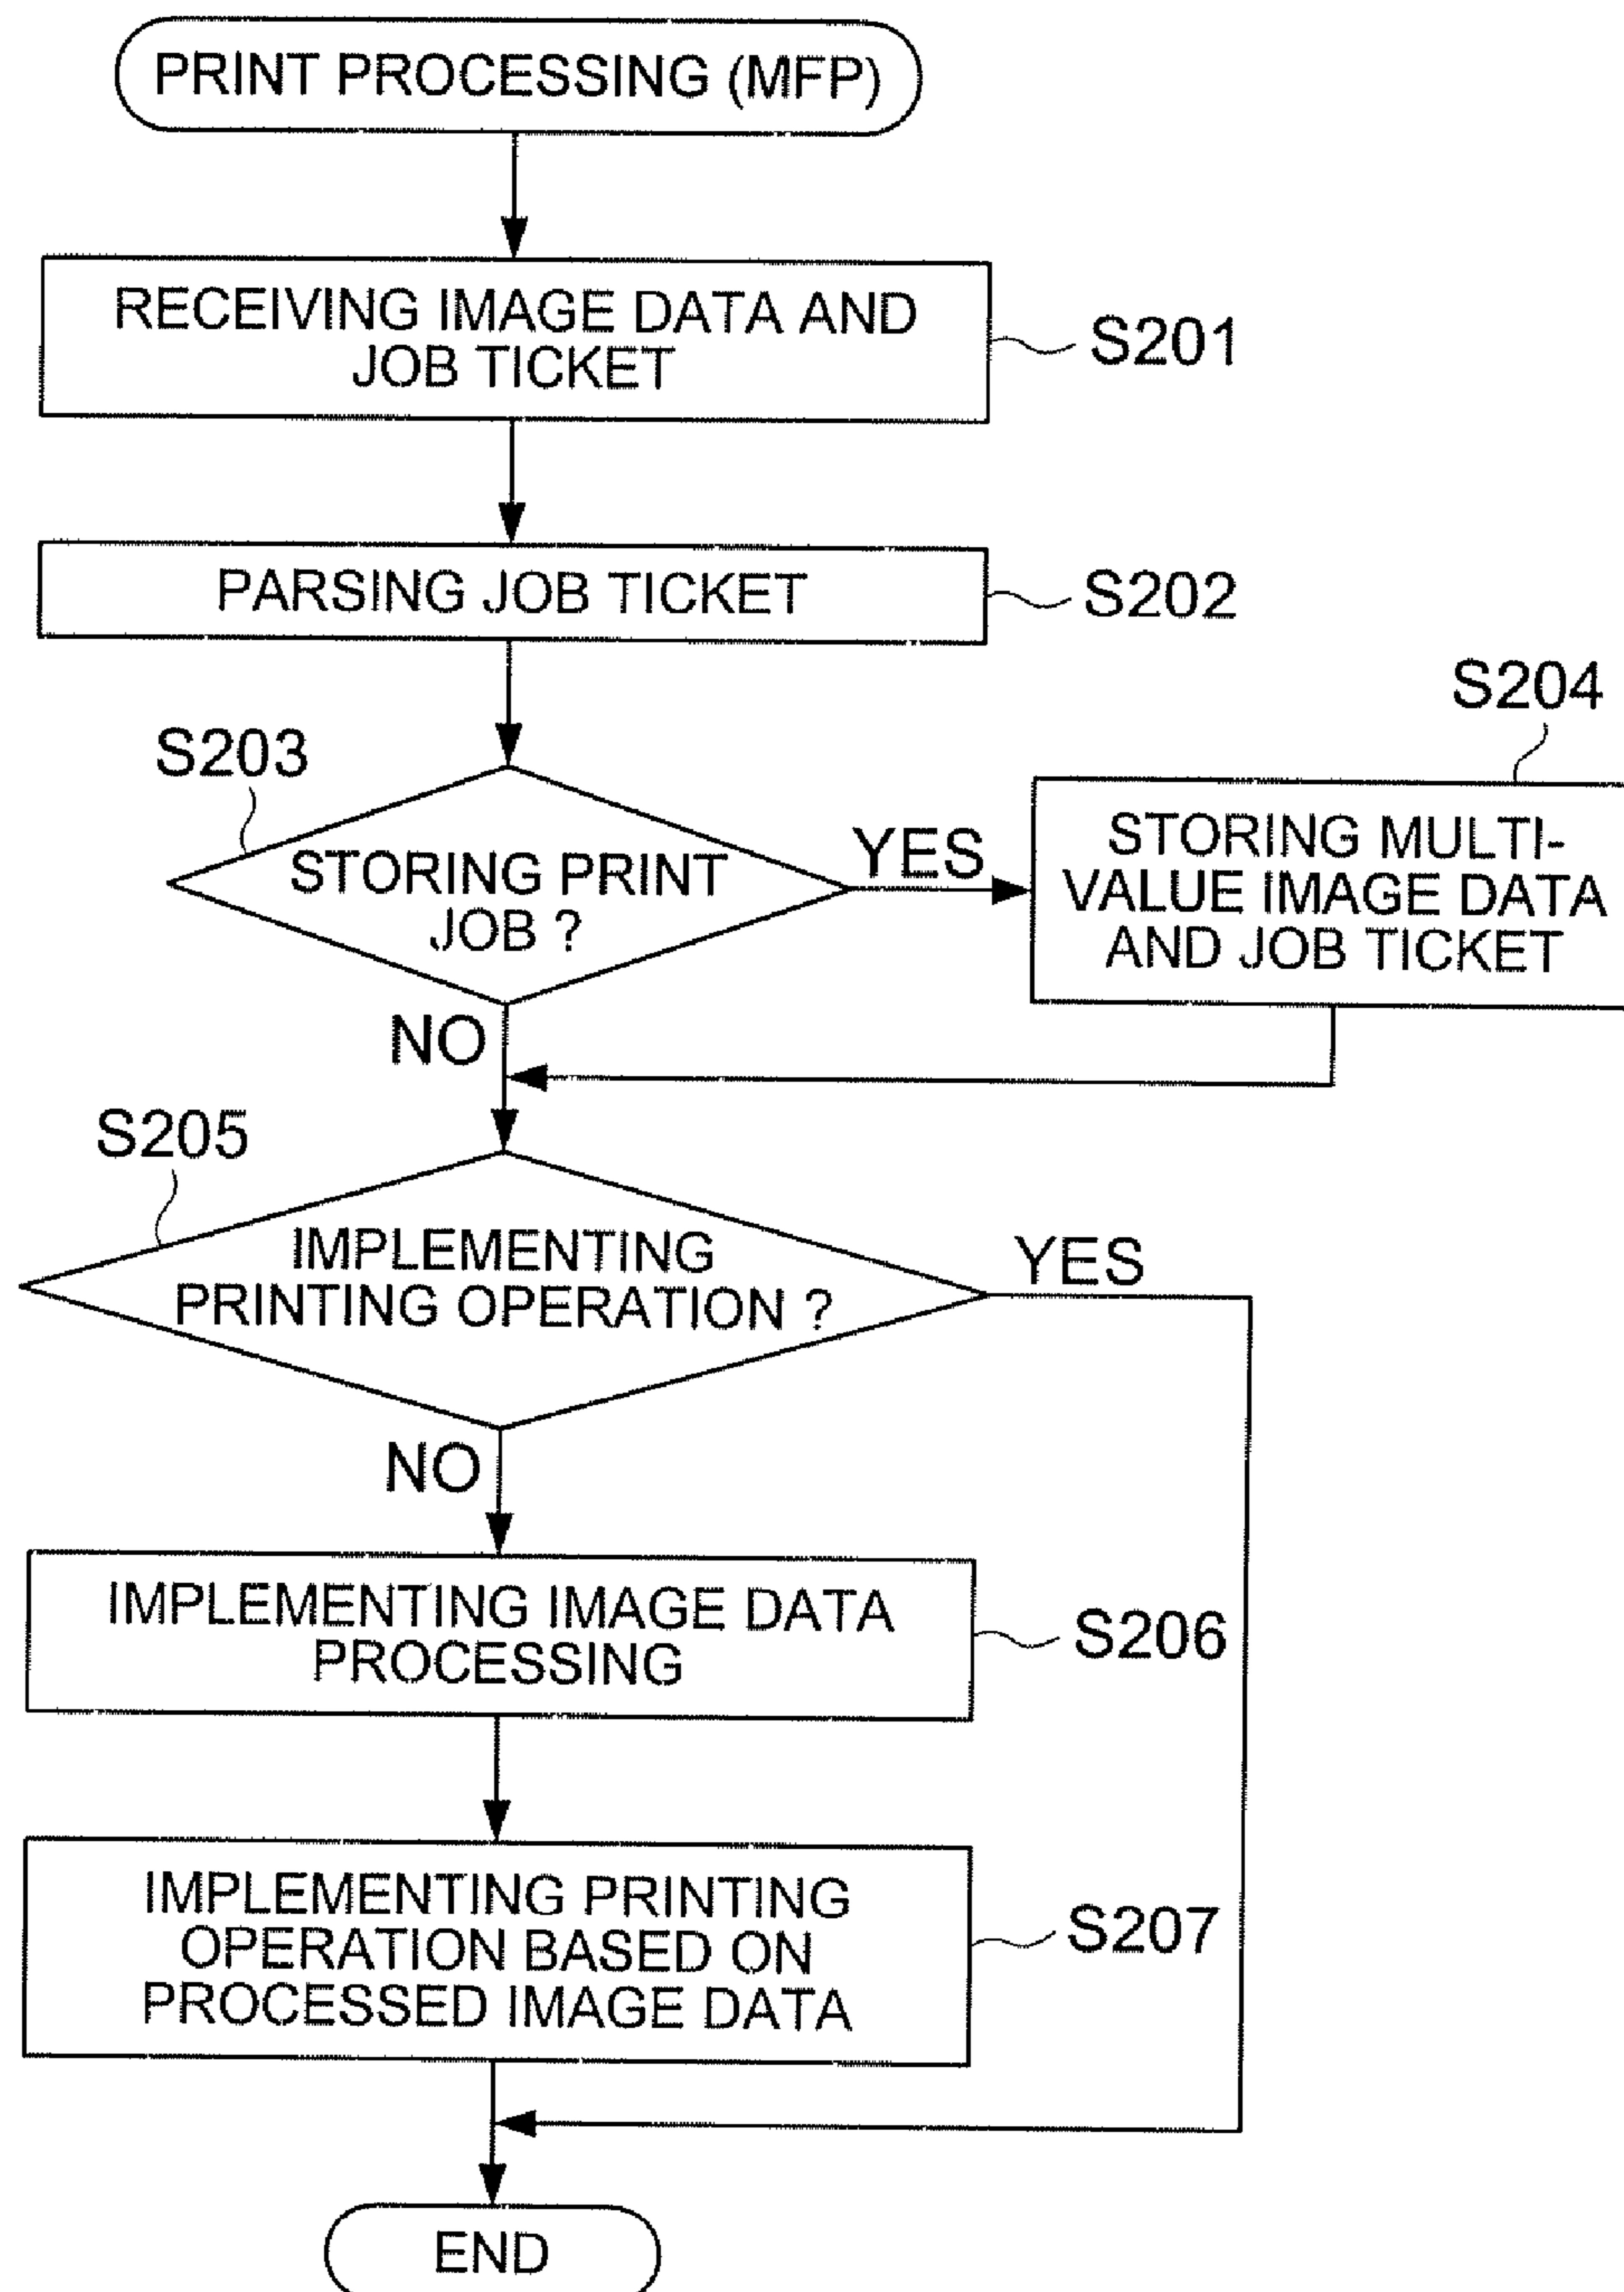 PRINT PROCESSING (MFP)
RECEIVING IMAGE DATA AND
JOB TICKET
S201
PARSING JOB TICKET
S202
S203
STORING PRINT
JOB ?
YES
S204
STORING MULTI-
VALUE IMAGE DATA
AND JOB TICKET
NO
S205
IMPLEMENTING
PRINTING OPERATION ?
YES
NO
IMPLEMENTING IMAGE DATA
PROCESSING
S206
IMPLEMENTING PRINTING
OPERATION BASED ON
PROCESSED IMAGE DATA
S207
END